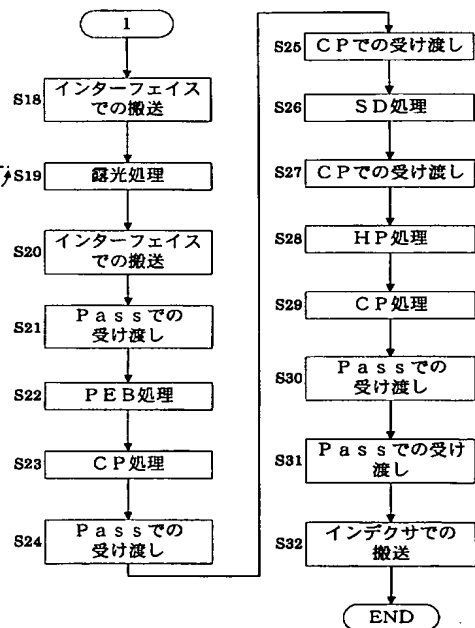 1
S18 インターフェイス
での搬送
S19 露光処理
S20 インターフェイス
での搬送
S21 Passでの
受け渡し
S22 PEB処理
S23 CP処理
S24 Passでの
受け渡し
S25 CPでの受け渡し
S26 SD処理
S27 CPでの受け渡し
S28 HP処理
S29 CP処理
S30 Passでの
受け渡し
S31 Passでの受け
渡し
S32 インデクサでの
搬送
END